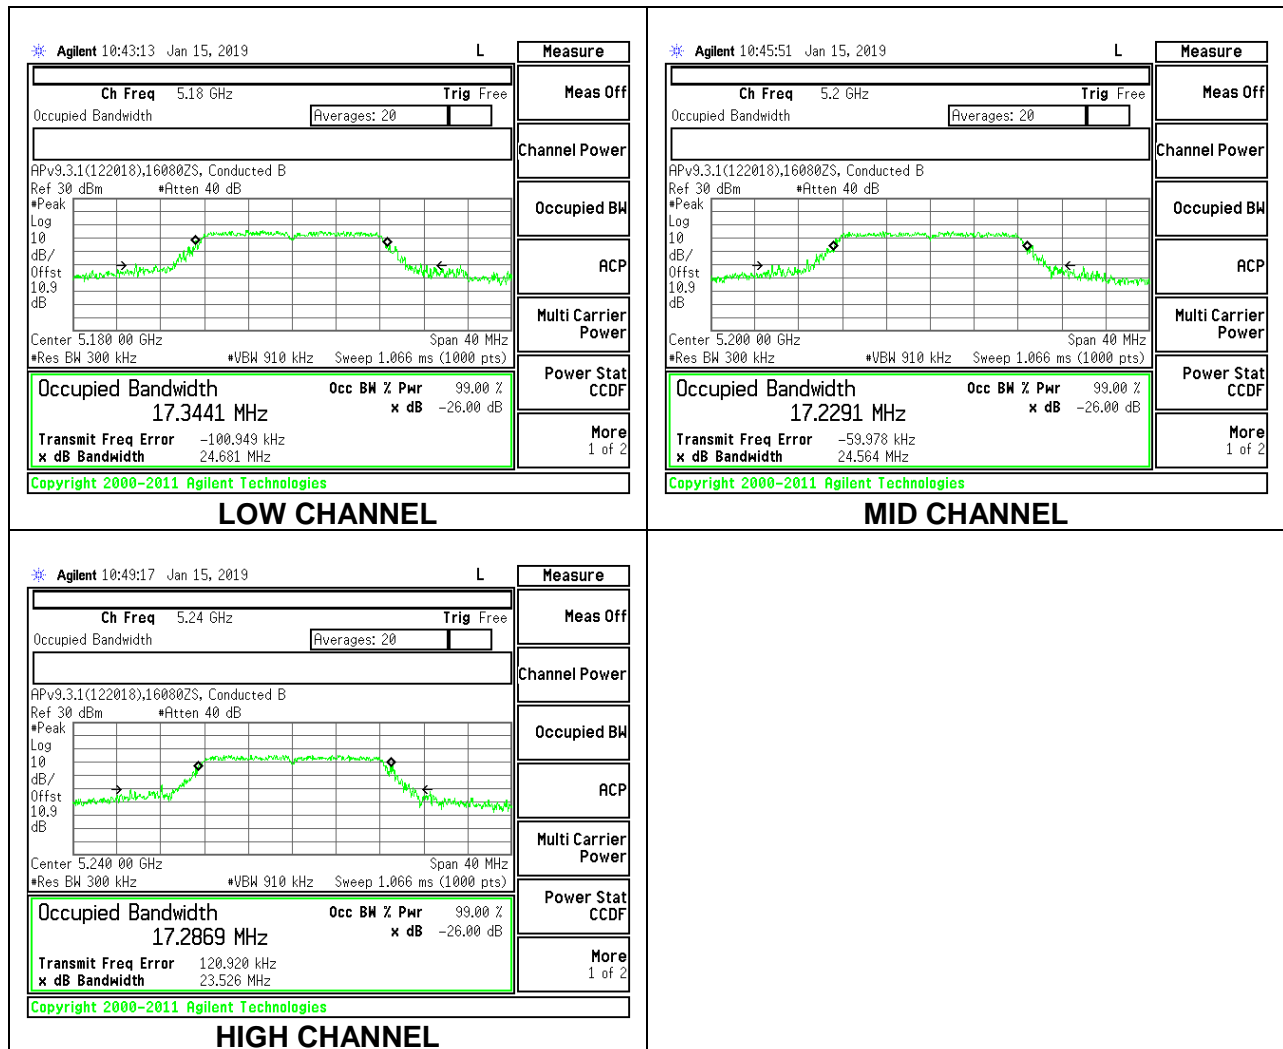 Agilent 10:43:13 Jan 15, 2019 L Measure
Ch Freq 5.18 GHz Trig Free
Occupied Bandwidth Averages: 20
APv9.3.1(122018),16080ZS, Conducted B
Ref 30 dBm #Atten 40 dB
#Peak
Log
10
dB/
Offst
10.9
dB
Center 5.180 00 GHz Span 40 MHz
#Res BW 300 kHz #VBW 910 kHz Sweep 1.066 ms (1000 pts)
Occupied Bandwidth Occ BW % Pwr 99.00 %
17.3441 MHz x dB -26.00 dB
Transmit Freq Error -100.949 kHz
x dB Bandwidth 24.681 MHz
Copyright 2000-2011 Agilent Technologies
Meas Off
Channel Power
Occupied BW
ACP
Multi Carrier
Power
Power Stat
CCDF
More
1 of 2
LOW CHANNEL
Agilent 10:45:51 Jan 15, 2019 L Measure
Ch Freq 5.2 GHz Trig Free
Occupied Bandwidth Averages: 20
APv9.3.1(122018),16080ZS, Conducted B
Ref 30 dBm #Atten 40 dB
#Peak
Log
10
dB/
Offst
10.9
dB
Center 5.200 00 GHz Span 40 MHz
#Res BW 300 kHz #VBW 910 kHz Sweep 1.066 ms (1000 pts)
Occupied Bandwidth Occ BW % Pwr 99.00 %
17.2291 MHz x dB -26.00 dB
Transmit Freq Error -59.978 kHz
x dB Bandwidth 24.564 MHz
Copyright 2000-2011 Agilent Technologies
Meas Off
Channel Power
Occupied BW
ACP
Multi Carrier
Power
Power Stat
CCDF
More
1 of 2
MID CHANNEL
Agilent 10:49:17 Jan 15, 2019 L Measure
Ch Freq 5.24 GHz Trig Free
Occupied Bandwidth Averages: 20
APv9.3.1(122018),16080ZS, Conducted B
Ref 30 dBm #Atten 40 dB
#Peak
Log
10
dB/
Offst
10.9
dB
Center 5.240 00 GHz Span 40 MHz
#Res BW 300 kHz #VBW 910 kHz Sweep 1.066 ms (1000 pts)
Occupied Bandwidth Occ BW % Pwr 99.00 %
17.2869 MHz x dB -26.00 dB
Transmit Freq Error 120.920 kHz
x dB Bandwidth 23.526 MHz
Copyright 2000-2011 Agilent Technologies
Meas Off
Channel Power
Occupied BW
ACP
Multi Carrier
Power
Power Stat
CCDF
More
1 of 2
HIGH CHANNEL